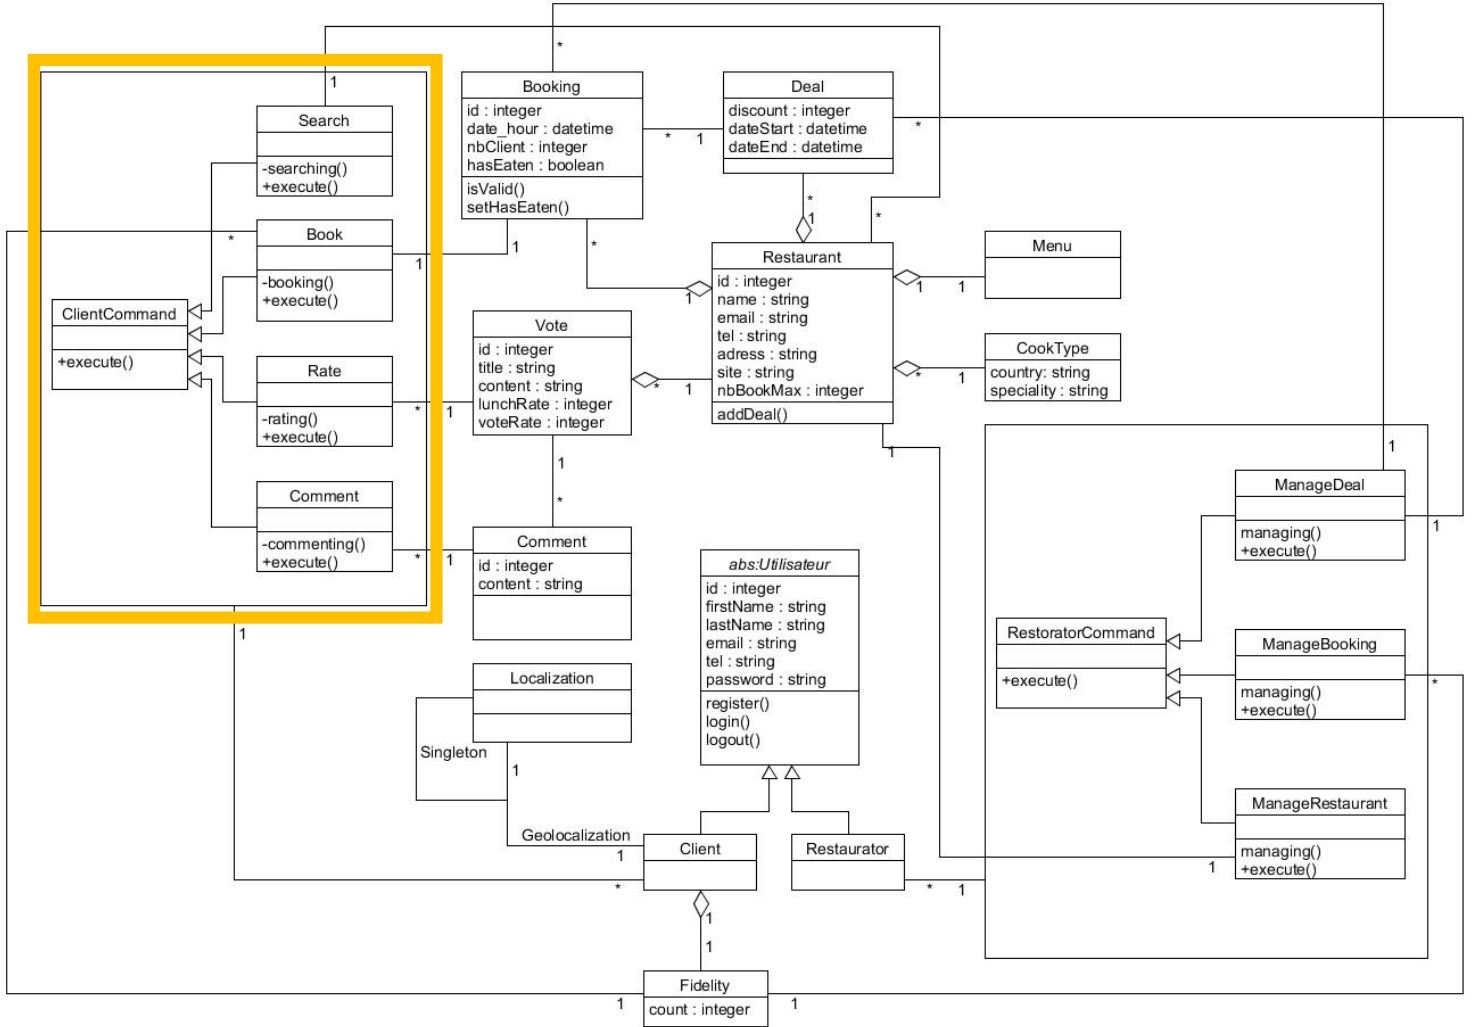 *
1
Search
-searching()
+execute()
Booking
id : integer
date_hour : datetime
nbClient : integer
hasEaten : boolean
isValid()
setHasEaten()
*
1
Deal
discount : integer
dateStart : datetime
dateEnd : datetime
*
*
1
*
*
Book
-booking()
+execute()
1
1
*
1
Restaurant
id : integer
name : string
email : string
tel : string
adress : string
site : string
nbBookMax : integer
addDeal()
1
1
Menu
ClientCommand
+execute()
Vote
id : integer
title : string
content : string
lunchRate : integer
voteRate : integer
*
1
*
1
CookType
country: string
speciality : string
Rate
-rating()
+execute()
*
1
1
1
*
1
Comment
-commenting()
+execute()
*
1
Comment
id : integer
content : string
abs:Utilisateur
id : integer
firstName : string
lastName : string
email : string
tel : string
password : string
register()
login()
logout()
ManageDeal
managing()
+execute()
1
RestoratorCommand
+execute()
ManageBooking
managing()
+execute()
*
1
Localization
Singleton
1
Geolocalization
1
*
Client
Restaurator
*
1
ManageRestaurant
managing()
+execute()
1
1
1
Fidelity
count : integer
1
1